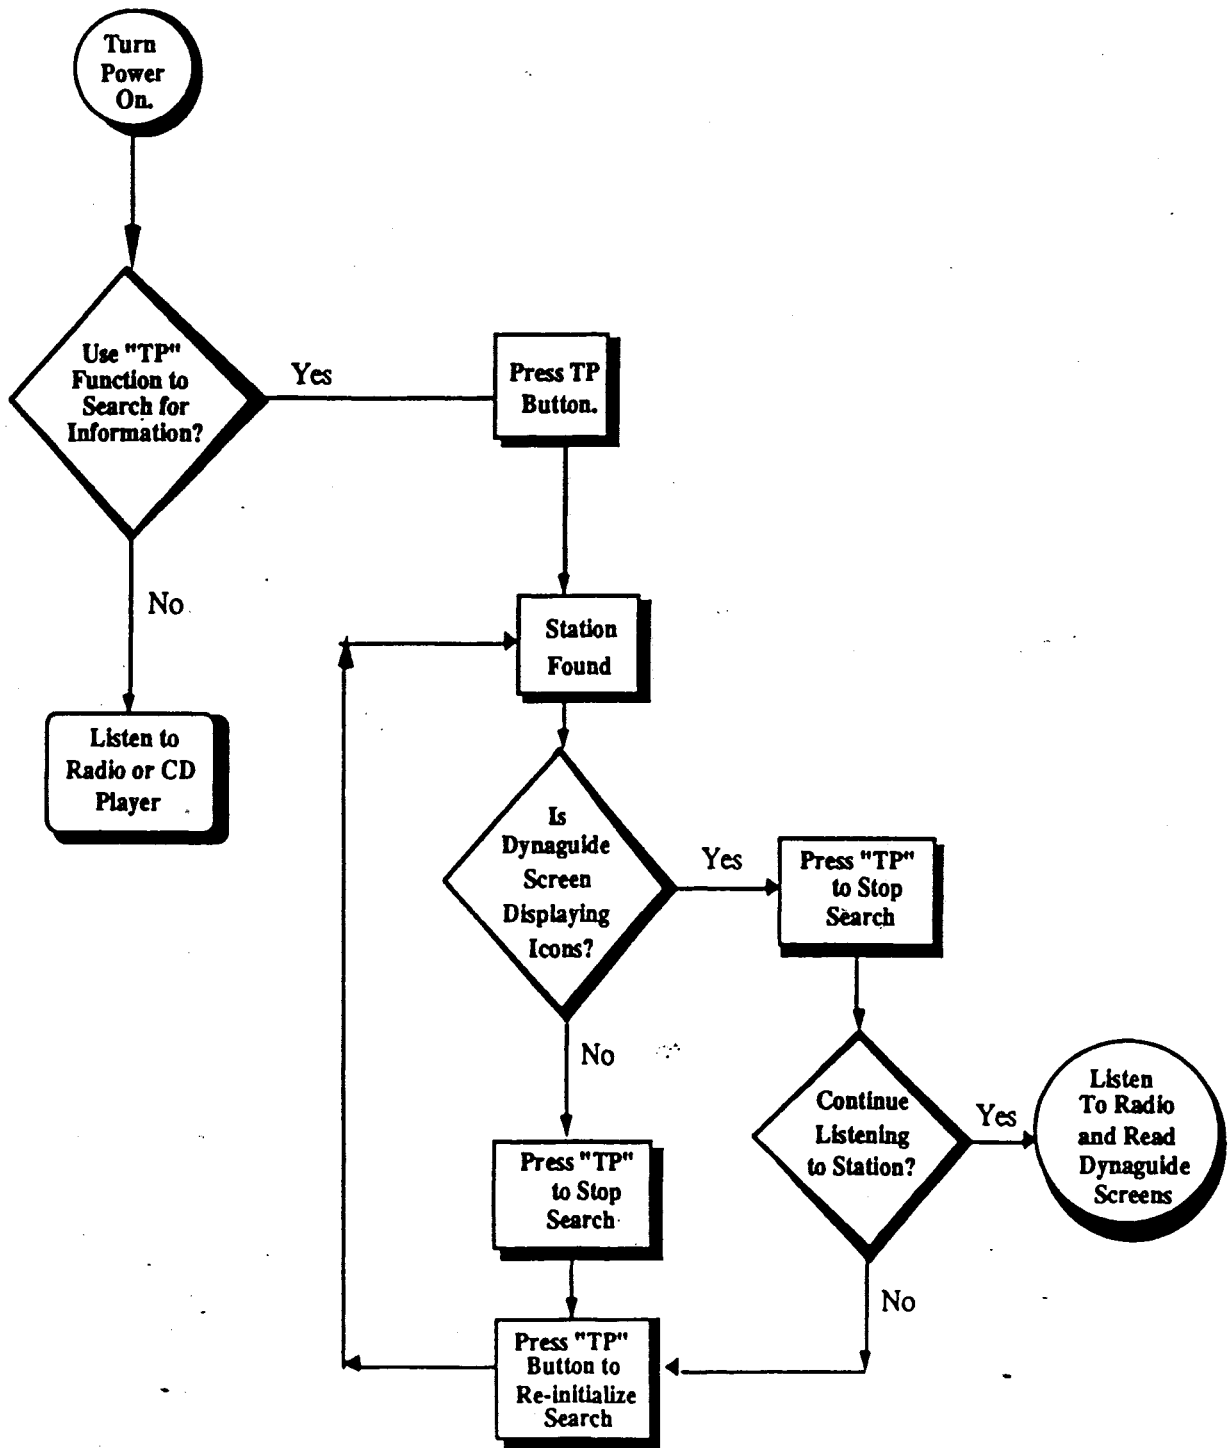 Turn
Power
On.
Use "TP"
Function to
Search for
Information?
Yes
Press TP
Button.
No
Listen to
Radio or CD
Player
Station
Found
Is
Dynaguide
Screen
Displaying
Icons?
Yes
Press "TP"
to Stop
Search
No
Press "TP"
to Stop
Search
Continue
Listening
to Station?
Yes
Listen
To Radio
and Read
Dynaguide
Screens
No
Press "TP"
Button to
Re-initialize
Search